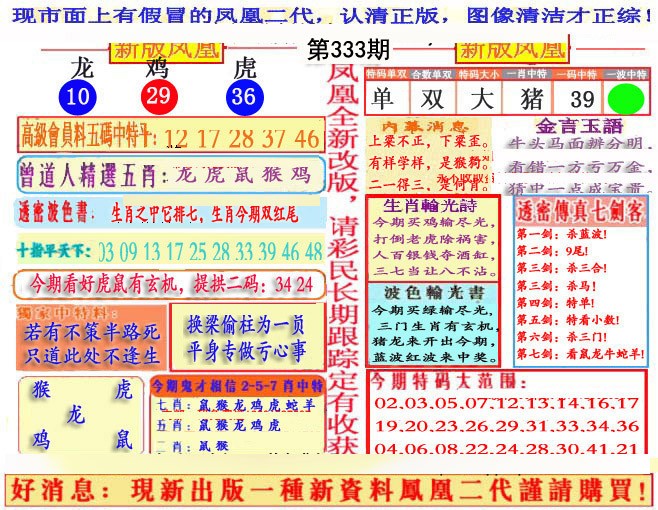 现市面上有假冒的凤凰二代，认清正版，图像清洁才正综！
新版凤凰
第333期
新版凤凰
龙 鸡 虎
10 29 36
高級會員料五碼中特平：12 17 28 37 46
曾道人精選五肖：龙 虎 鼠 猴 鸡
透密波色書：生肖之中它排七，生肖今期双红尾
十指平天下：03 09 13 17 25 28 33 39 46 48
今期看好虎鼠有玄机，提拱二码：34 24
獨家中特料：
若有不策半路死
只道此处不逢生
换梁偷柱为一贞
平身专做亏心事
猴 虎
龙
鸡 鼠
今期鬼才相信 2-5-7 肖中特
七肖：鼠猴龙鸡虎蛇羊
五肖：鼠猴龙鸡虎
二肖：鼠猴
凤凰全新改版，请彩民长期跟踪定有收获
特码单双 合数单双 特码大小 一肖中特 一码中特 一波中特
单 双 大 猪 39
内幕消息
上梁不正，下梁歪。
有样学样，是猴狗。
二一得三，是何肖。
金言玉語
牛头马面辦分明，
有错一方方万金，
生肖輪光詩
今期买鸡输尽光，
打倒老虎除祸害，
人百银钱夺酒缸，
三七当让八不沾。
波色輪光書
今期买绿输尽光，
三门生肖有玄机，
猪龙来开出今期，
蓝波红波来中奖。
透密傳真七劍客
第一剑：杀蓝波！
第二剑：9尾！
第三剑：杀三合！
第三剑：杀马！
第四剑：特单！
第五剑：特看小数！
第六剑：杀三门！
第七剑：看鼠龙牛蛇羊！
今期特码大范围：
02.03.05.07.12.13.14.16.17
19.20.23.26.29.31.33.34.36
04.06.08.22.24.28.30.41.21
好消息：現新出版一種新資料鳳凰二代謹請購買！